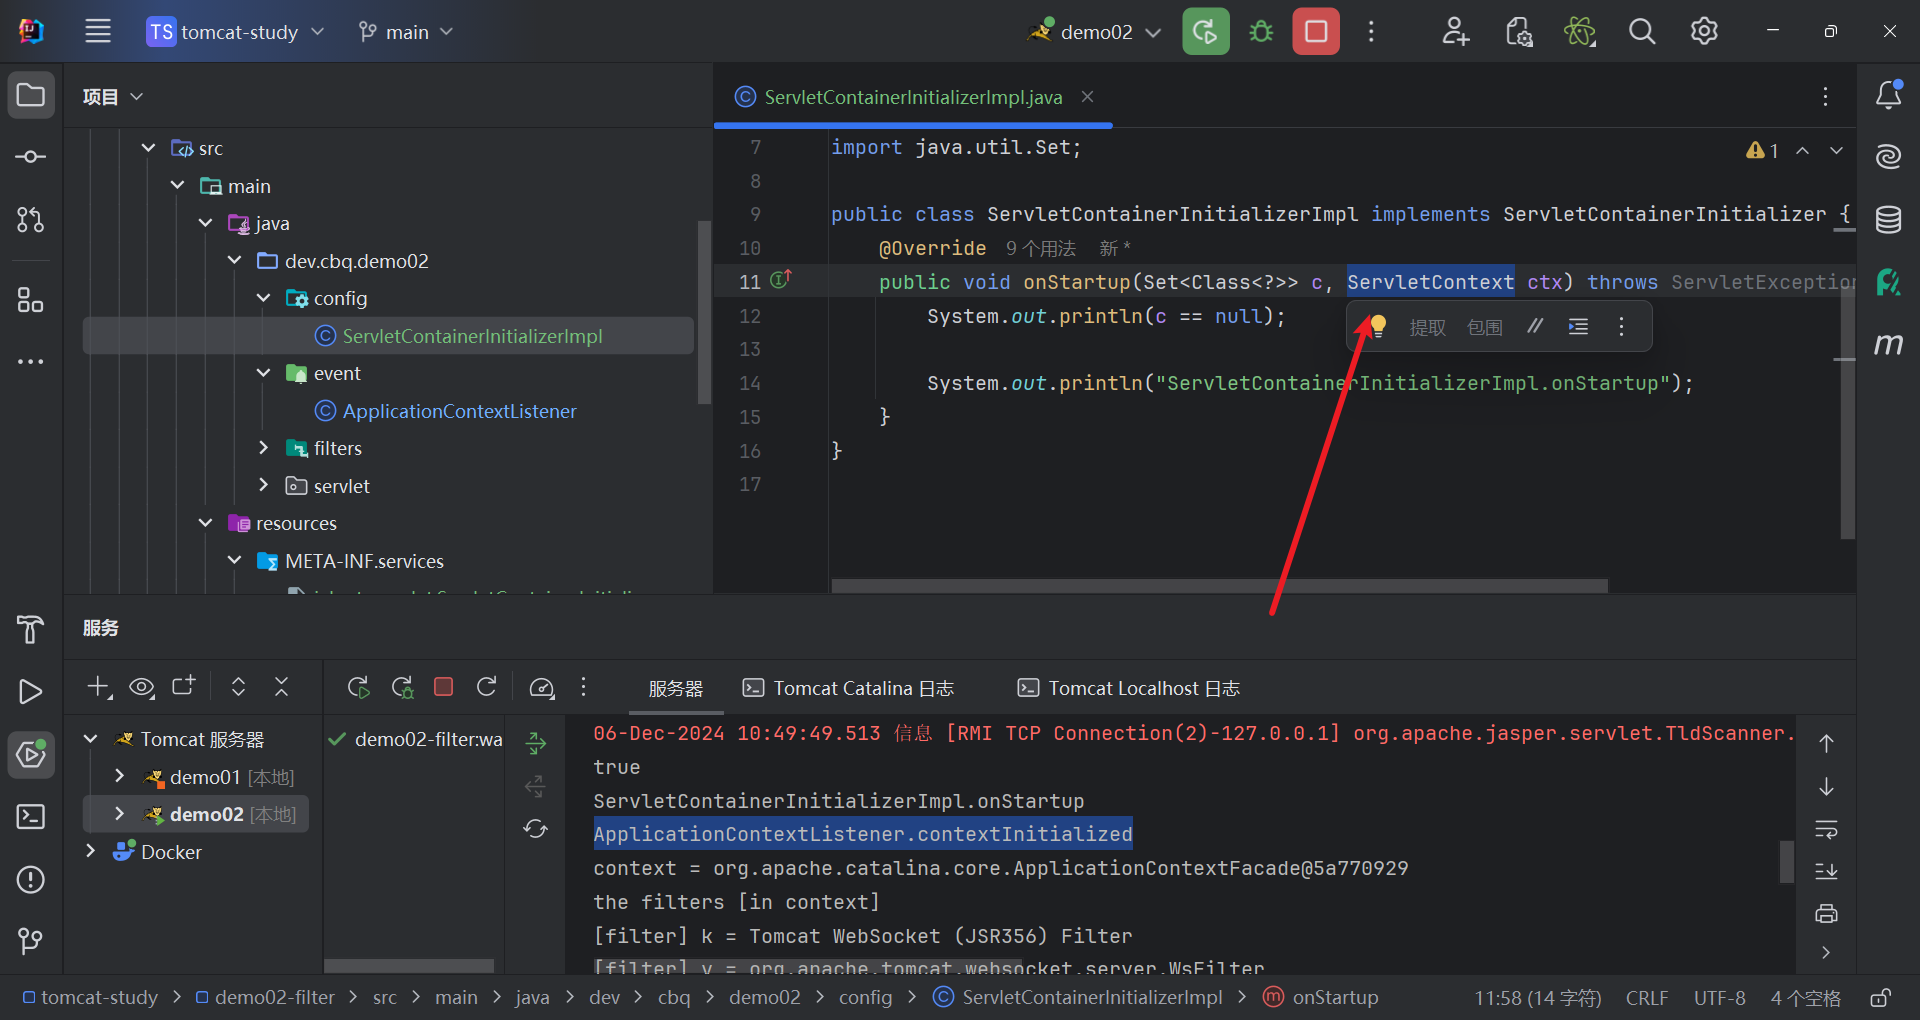 TS tomcat-study
main
demo02
项目
src
main
java
dev.cbq.demo02
config
ServletContainerInitializerImpl
event
ApplicationContextListener
filters
servlet
resources
META-INF.services
ServletContainerInitializerImpl.java
7 import java.util.Set;
8
9 public class ServletContainerInitializerImpl implements ServletContainerInitializer {
10 @Override 9 个用法 新 *
11 public void onStartup(Set<Class<?>> c, ServletContext ctx) throws ServletException
12 System.out.println(c == null);
13
14 System.out.println("ServletContainerInitializerImpl.onStartup");
15 }
16 }
17
1
提取 包围
服务
服务器
Tomcat Catalina 日志
Tomcat Localhost 日志
Tomcat 服务器
demo01 [本地]
demo02 [本地]
Docker
demo02-filter:wa
06-Dec-2024 10:49:49.513 信息 [RMI TCP Connection(2)-127.0.0.1] org.apache.jasper.servlet.TldScanner.
true
ServletContainerInitializerImpl.onStartup
ApplicationContextListener.contextInitialized
context = org.apache.catalina.core.ApplicationContextFacade@5a770929
the filters [in context]
[filter] k = Tomcat WebSocket (JSR356) Filter
[filter] v = org.apache.tomcat.websocket.server.WsFilter
tomcat-study > demo02-filter > src > main > java > dev > cbq > demo02 > config > ServletContainerInitializerImpl > onStartup
11:58 (14 字符) CRLF UTF-8 4 个空格